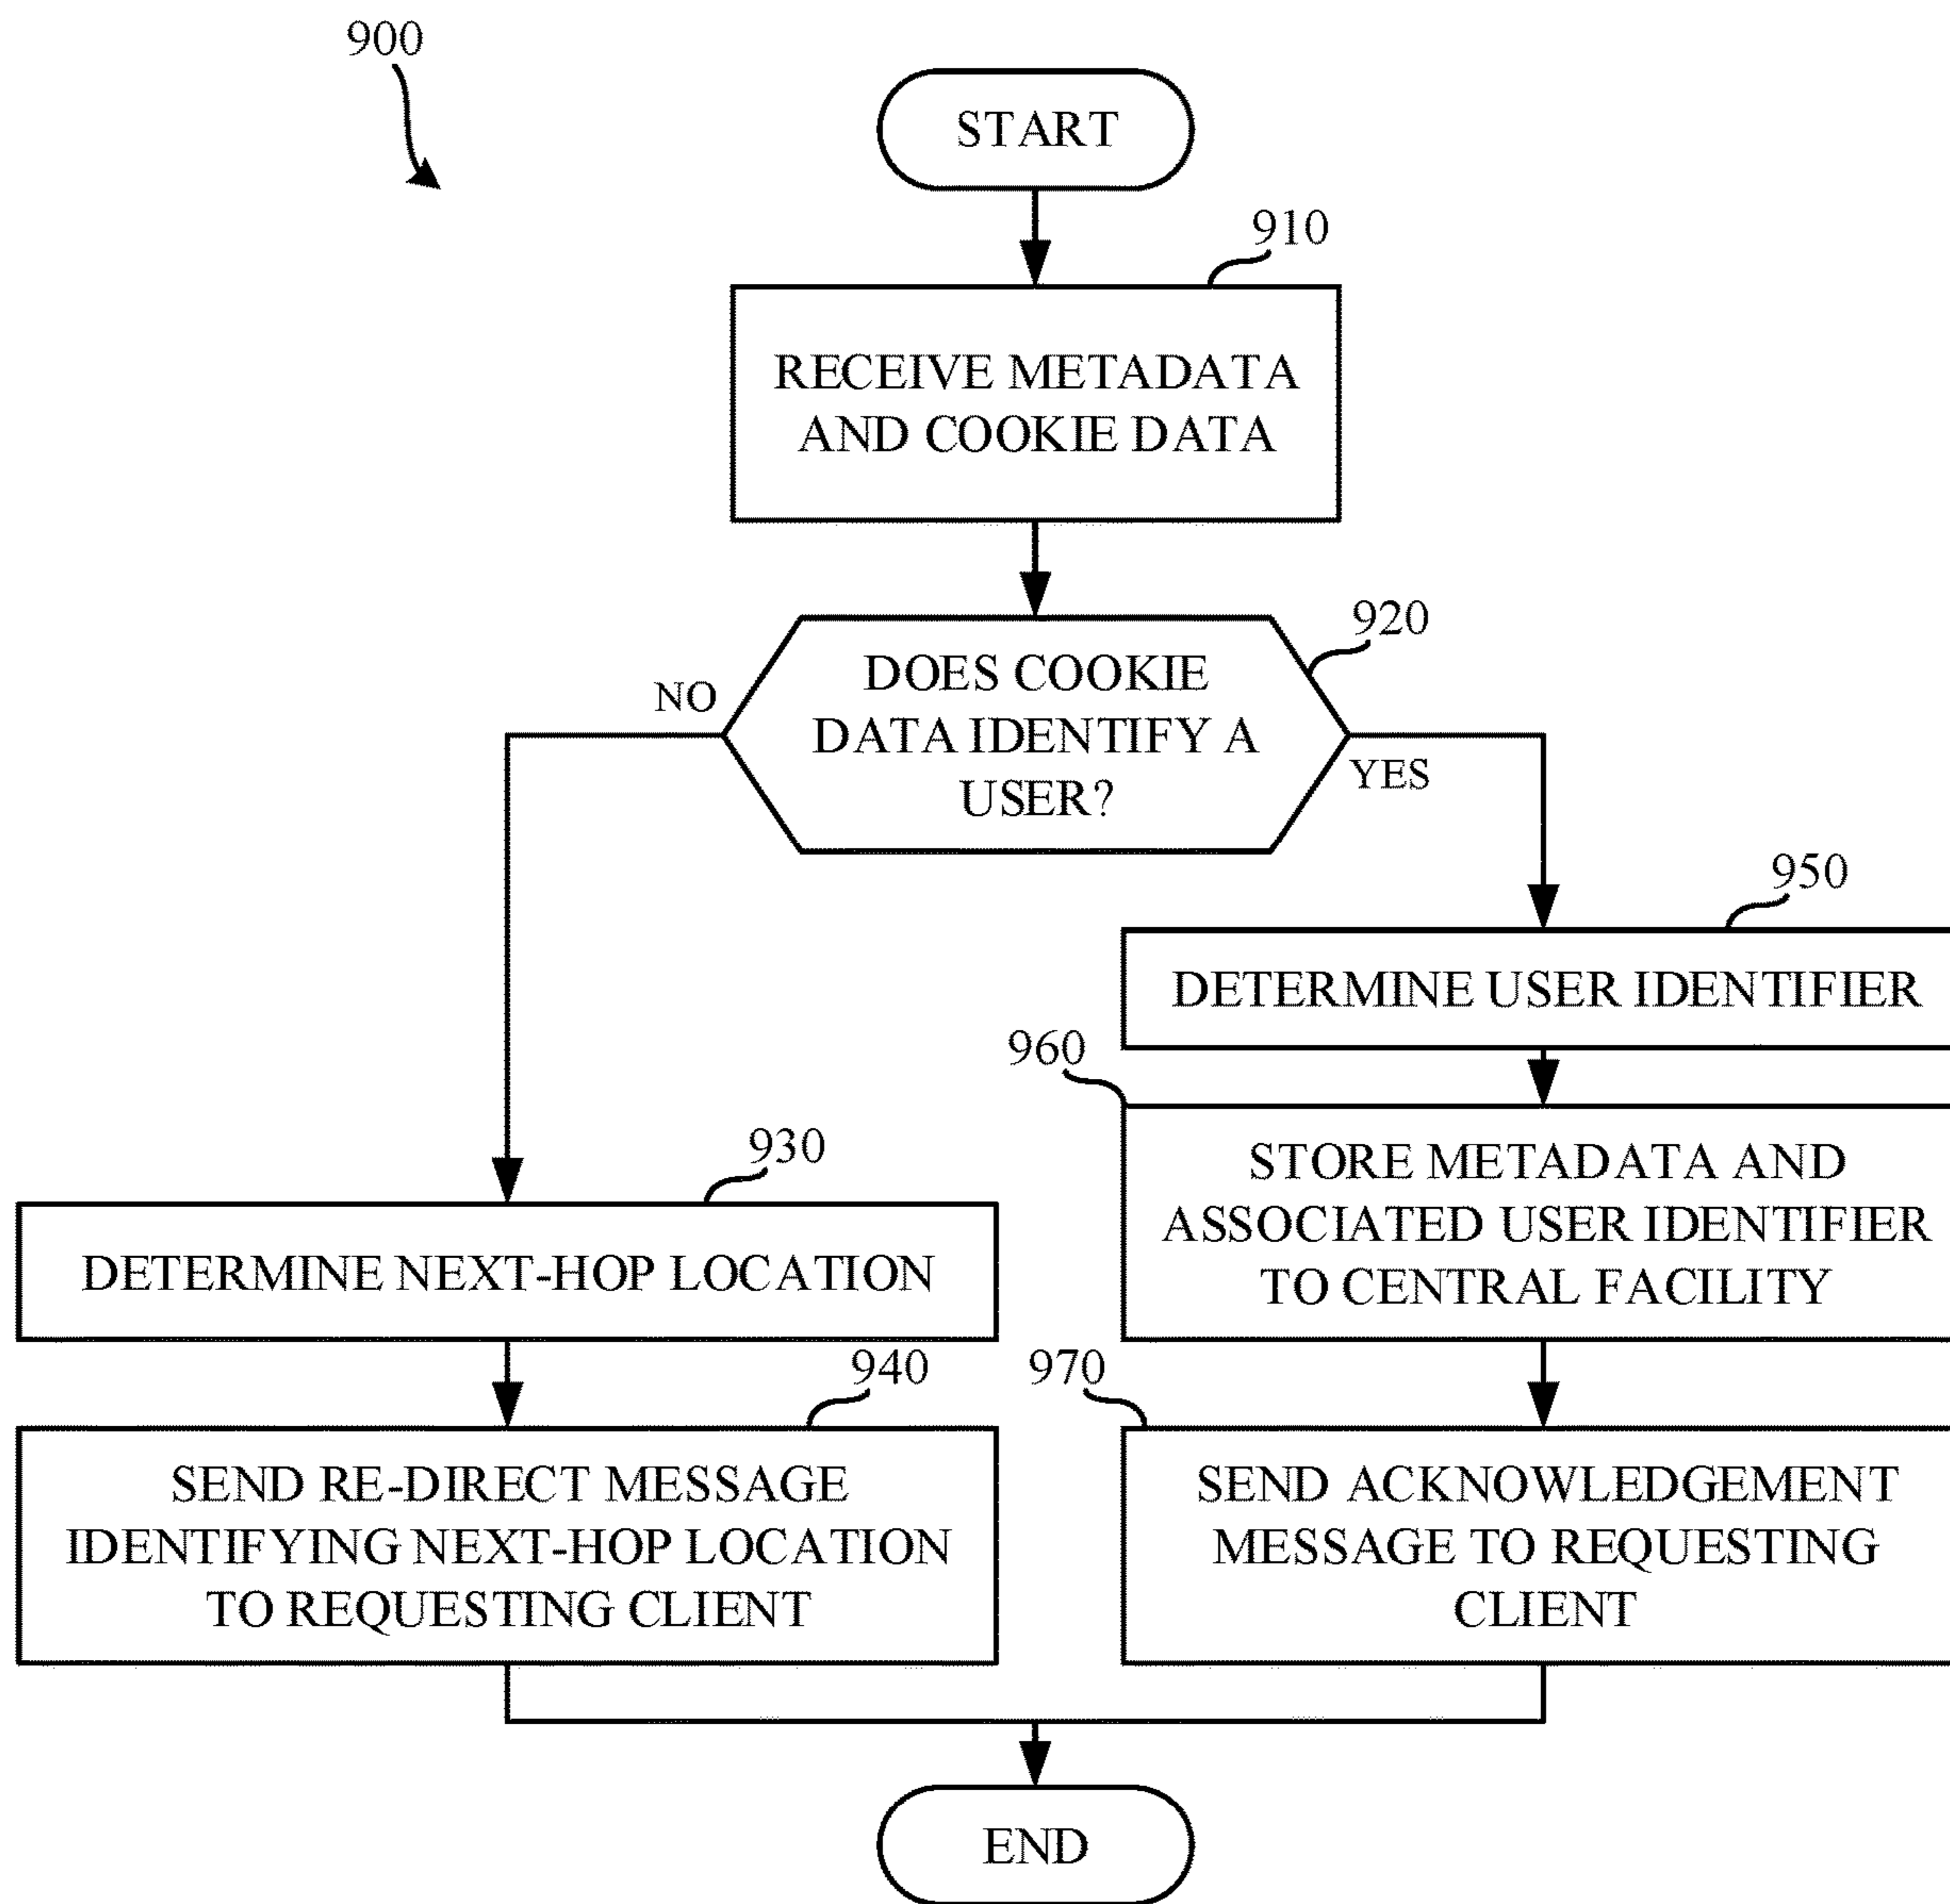 900
START
910
RECEIVE METADATA
AND COOKIE DATA
920
DOES COOKIE
DATA IDENTIFY A
USER?
NO
YES
950
DETERMINE USER IDENTIFIER
960
STORE METADATA AND
ASSOCIATED USER IDENTIFIER
TO CENTRAL FACILITY
930
DETERMINE NEXT-HOP LOCATION
940
SEND RE-DIRECT MESSAGE
IDENTIFYING NEXT-HOP LOCATION
TO REQUESTING CLIENT
970
SEND ACKNOWLEDGEMENT
MESSAGE TO REQUESTING
CLIENT
END